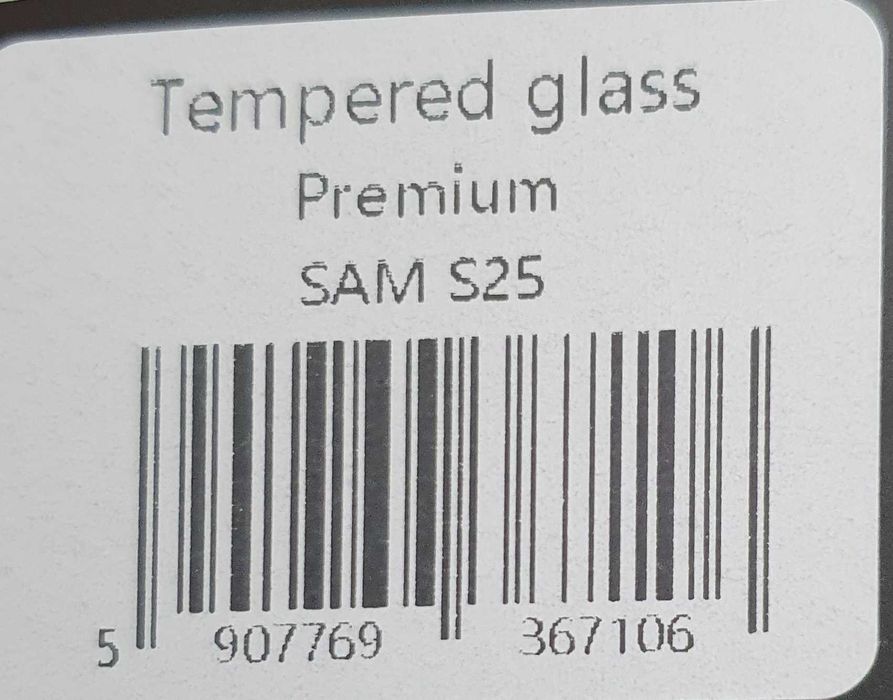 Tempered glass
Premium
SAM S25
5 907769 367106